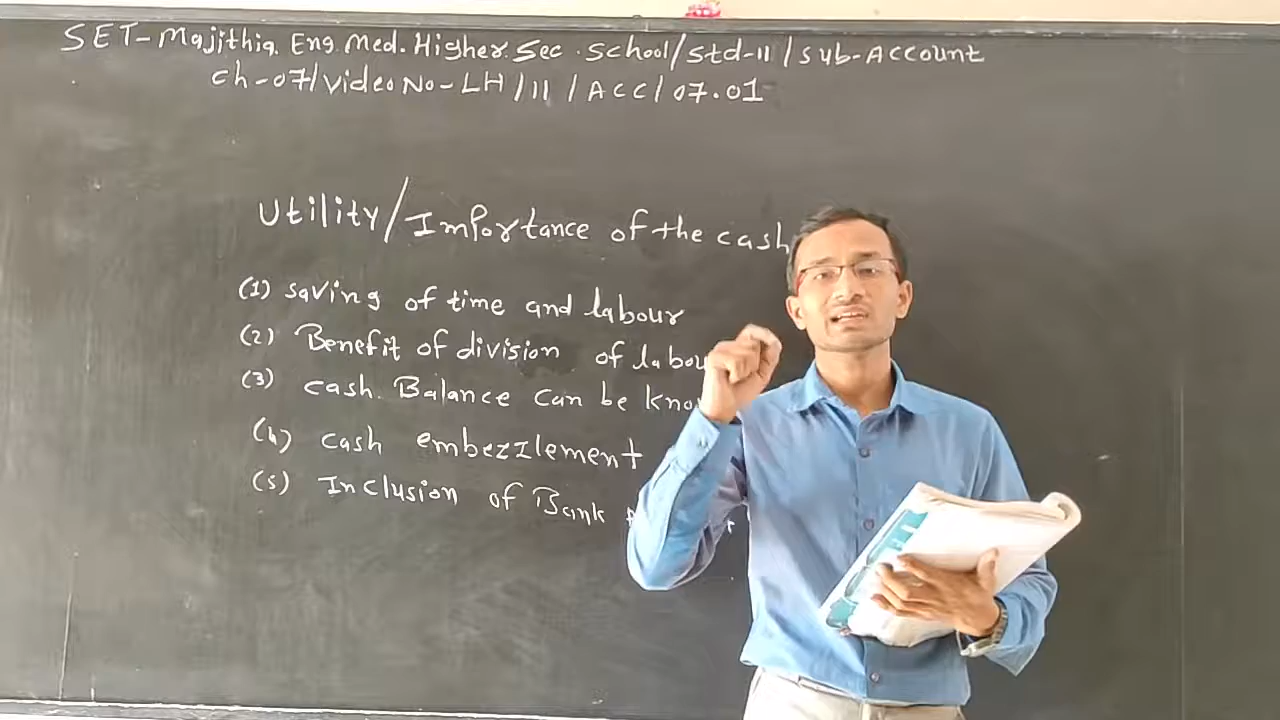 SET-Majithia Eng. Med. Higher. Sec. School/Std-11/Sub-Account
Ch-07/Video No-LH/11/ACC/07.01
Utility/Importance of the cash
(1) Saving of time and labour
(2) Benefit of division of labou
(3) cash. Balance can be kno
(4) cash embezzlement
(5) Inclusion of Bank